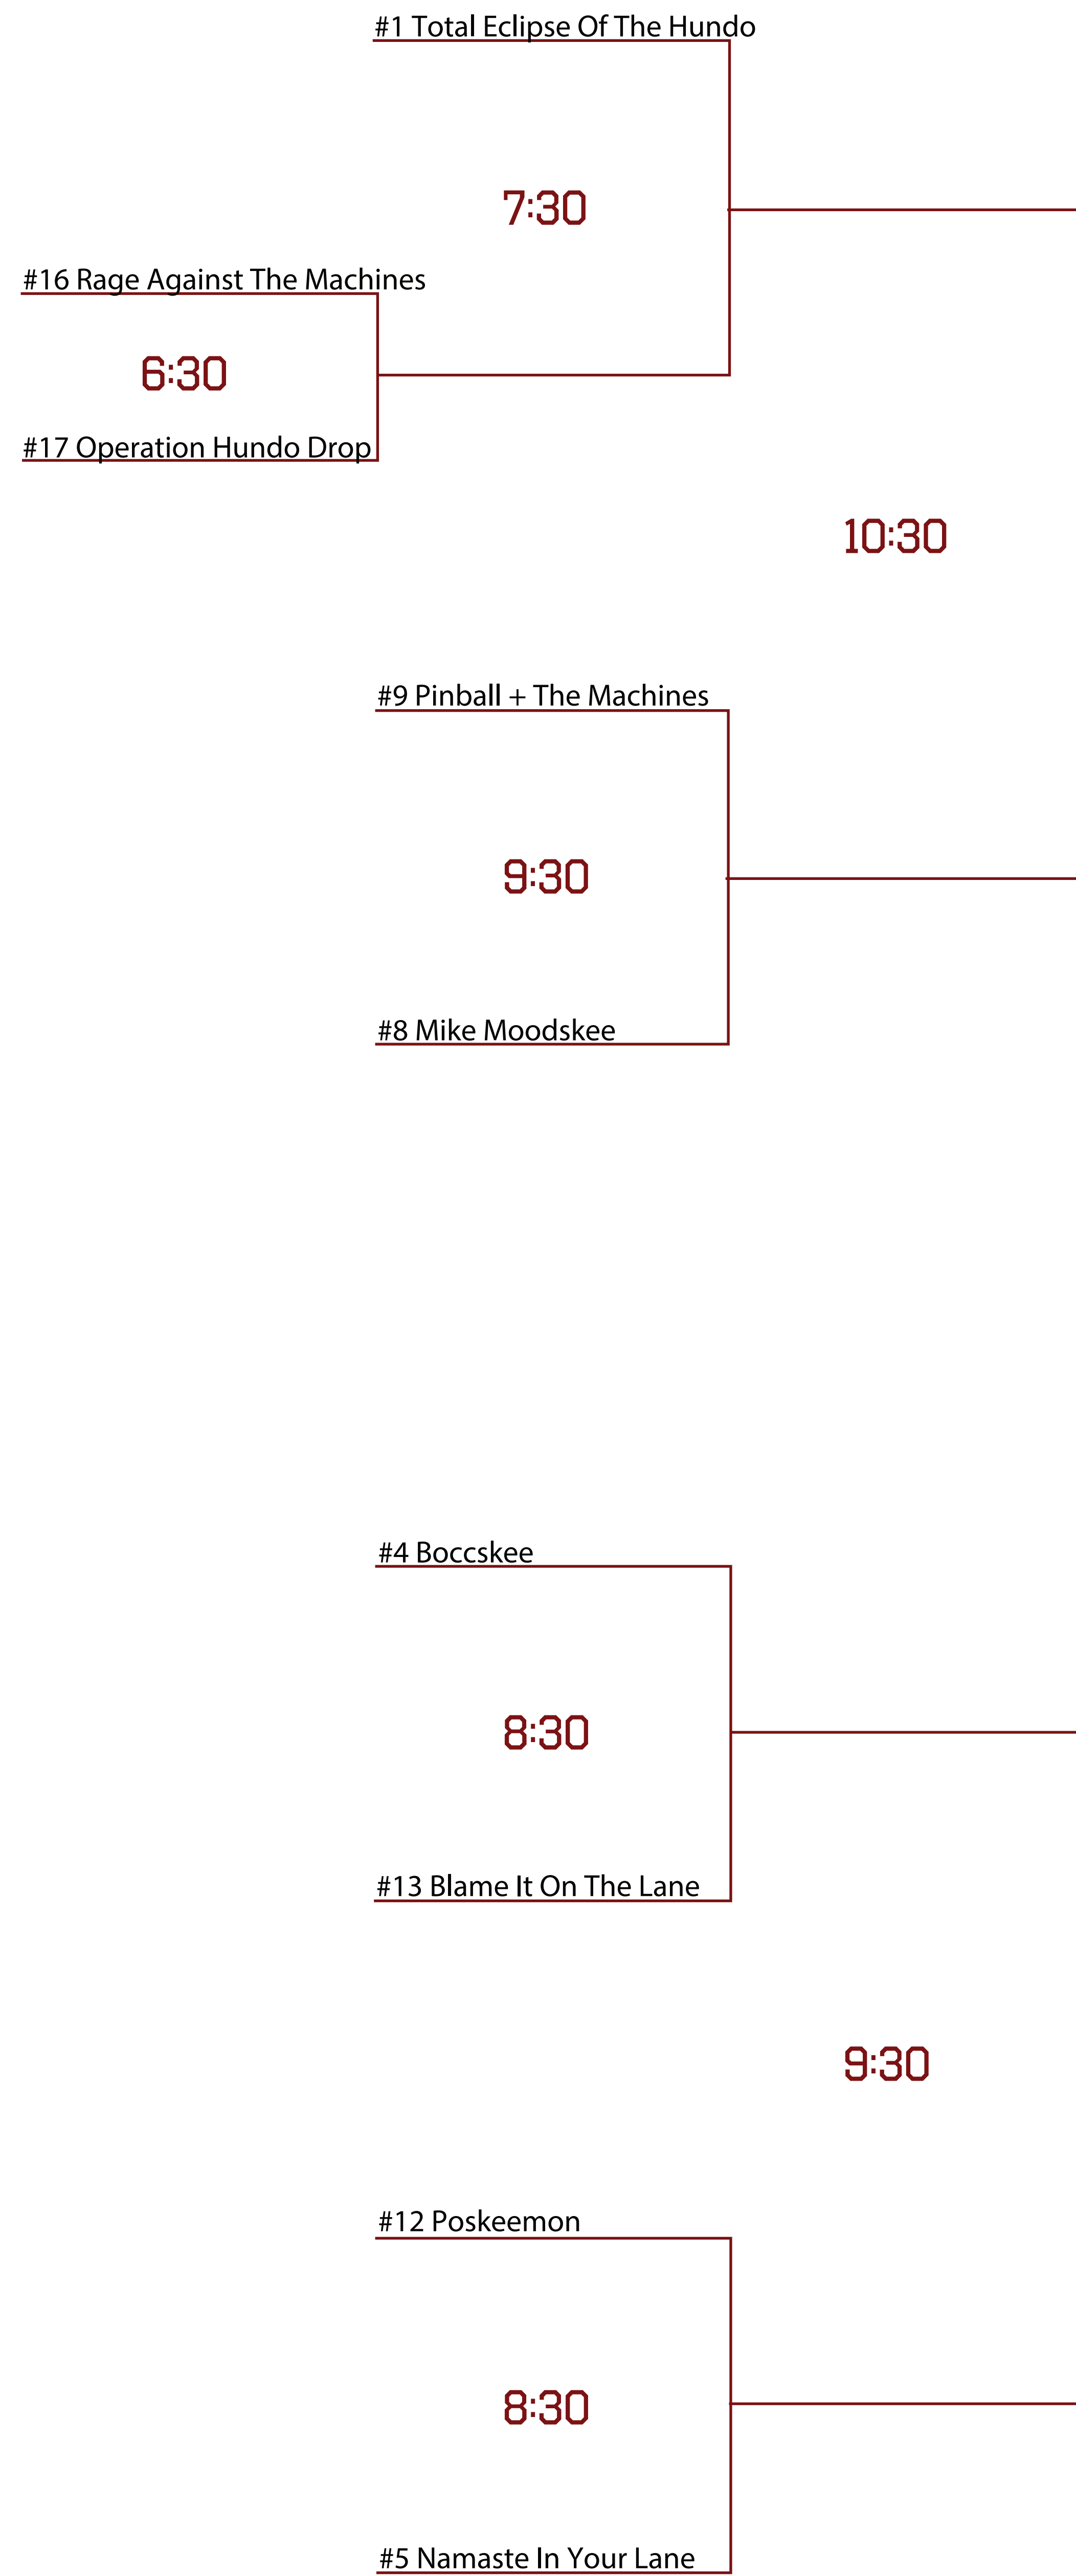 #1 Total Eclipse Of The Hundo
7:30
#16 Rage Against The Machines
6:30
#17 Operation Hundo Drop
10:30
#9 Pinball + The Machines
9:30
#8 Mike Moodskee
#4 Boccskee
8:30
#13 Blame It On The Lane
9:30
#12 Poskeemon
8:30
#5 Namaste In Your Lane